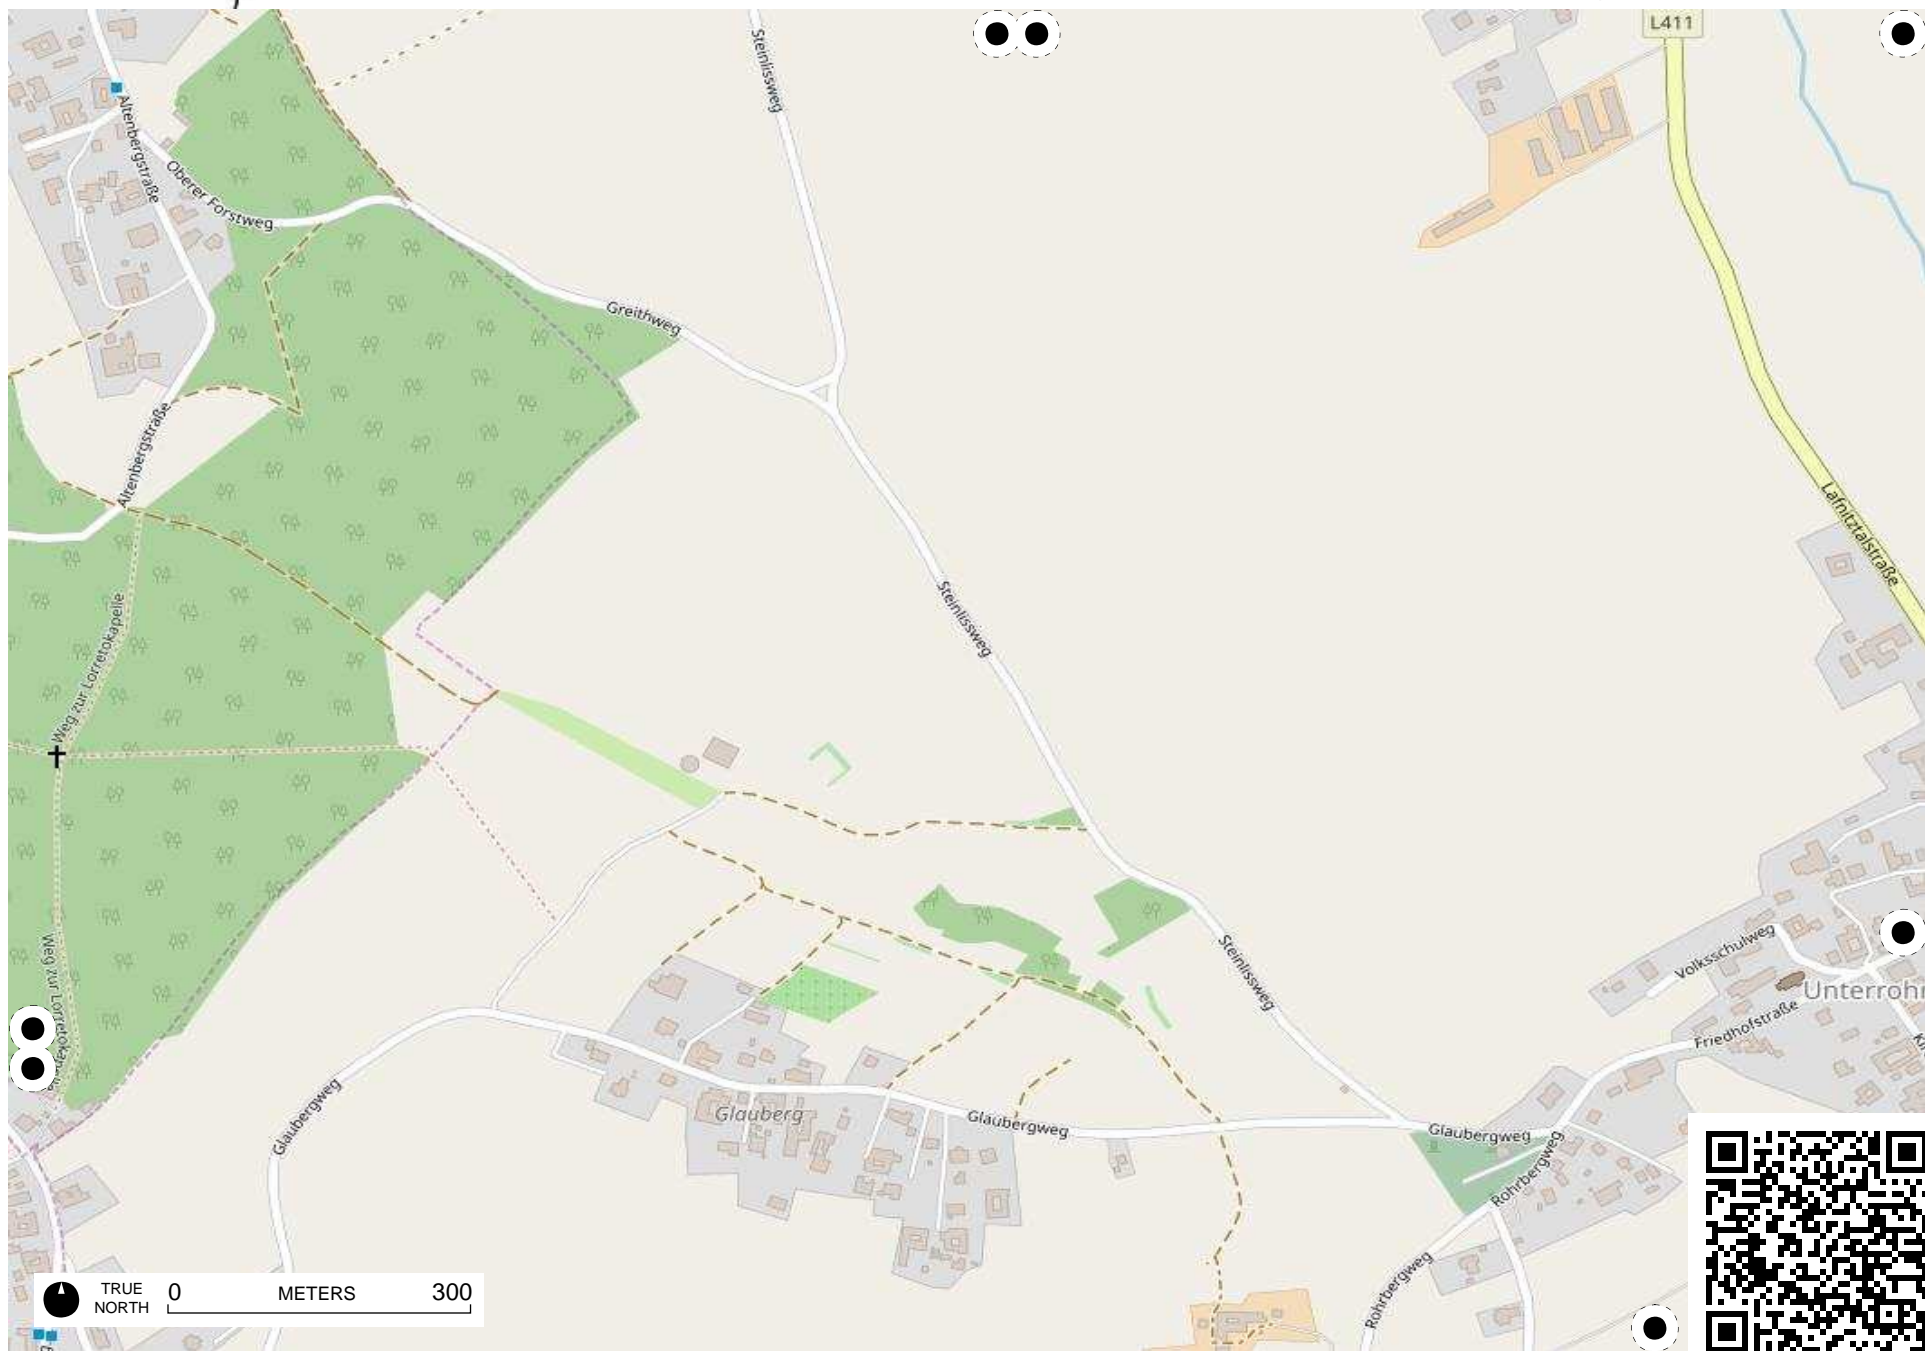 L411
Steinlissweg
Altenbergstraße
Oberer Forstweg
Greithweg
Altenbergstraße
Lafnitztalstraße
Steinlissweg
Weg zur Lorretokapelle
Volksschulweg
Steinlissweg
Unterrohr
Friedhofstraße
Weg zur Lorretokapelle
Glaubergweg
Glauberg
Glaubergweg
Glaubergweg
Rohrbergweg
Rohrbergweg
TRUE
NORTH
0 METERS 300